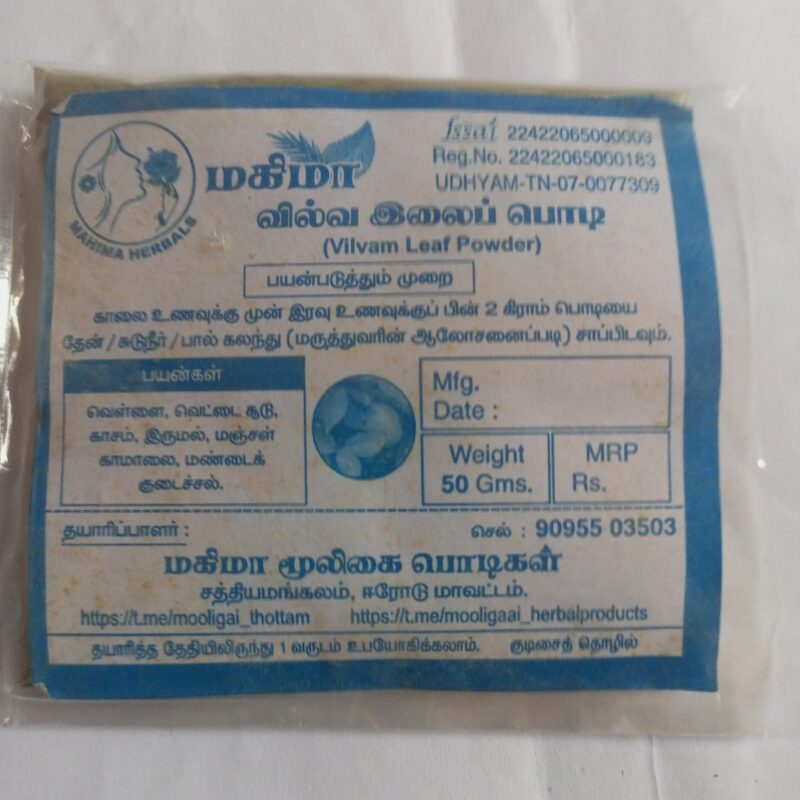 fssai 22422065000009
Reg.No. 22422065000183
UDHYAM-TN-07-0077309
MAHIMA HERBALS
மகிமா
வில்வ இலைப் பொடி
(Vilvam Leaf Powder)
பயன்படுத்தும் முறை
காலை உணவுக்கு முன் இரவு உணவுக்குப் பின் 2 கிராம் பொடியை
தேன் / சுடுநீர் / பால் கலந்து (மருத்துவரின் ஆலோசனைப்படி) சாப்பிடவும்.
பயன்கள்
வெள்ளை, வெட்டை சூடு,
காசம், இருமல், மஞ்சள்
காமாலை, மண்டைக்
குடைச்சல்.
Mfg.
Date :
Weight
50 Gms.
MRP
Rs.
தயாரிப்பாளர் :
செல் : 90955 03503
மகிமா மூலிகை பொடிகள்
சத்தியமங்கலம், ஈரோடு மாவட்டம்.
https://t.me/mooligai_thottam https://t.me/mooligaai_herbalproducts
தயாரித்த தேதியிலிருந்து 1 வருடம் உபயோகிக்கலாம். குடிசைத் தொழில்